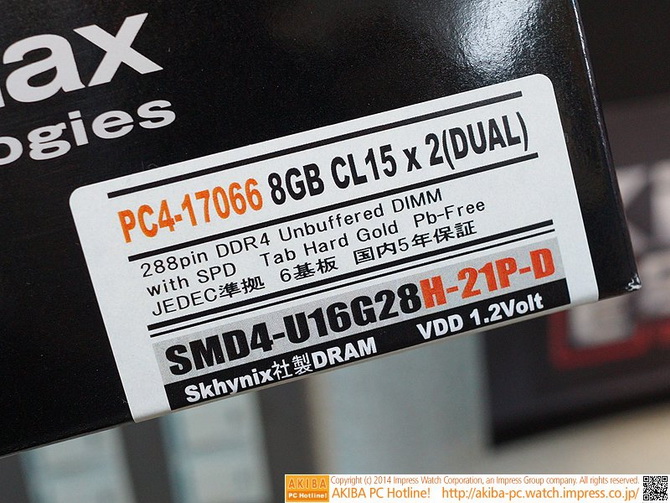 ax
ogies
PC4-17066 8GB CL15 x 2(DUAL)
288pin DDR4 Unbuffered DIMM
with SPD Tab Hard Gold Pb-Free
JEDEC準拠 6基板 国内5年保証
SMD4-U16G28H-21P-D
Skhynix社製DRAM VDD 1.2Volt
AKIBA PC Hotline!
Copyright (c) 2014 Impress Watch Corporation, an Impress Group company. All rights reserved.
AKIBA PC Hotline! http://akiba-pc.watch.impress.co.jp/